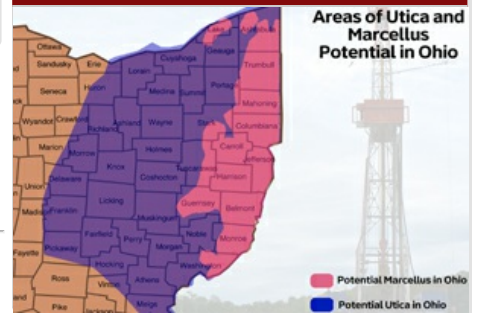 Areas of Utica and
Marcellus
Potential in Ohio
Ottawa
Lake
Ashtabula
Sandusky
Erie
Cuyahoga
Geauga
Lorain
Trumbull
Seneca
Huron
Medina
Summit
Portage
Mahoning
Wyandot
Crawford
Richland
Ashland
Wayne
Stark
Columbiana
Carroll
Marion
Morrow
Holmes
Jefferson
Knox
Tuscarawas
Harrison
Union
Delaware
Coshocton
Licking
Guernsey
Belmont
Madison
Franklin
Muskingum
Fairfield
Perry
Noble
Monroe
Pickaway
Morgan
Fayette
Hocking
Washington
Ross
Vinton
Athens
Potential Marcellus in Ohio
Pike
Jackson
Meigs
Potential Utica in Ohio